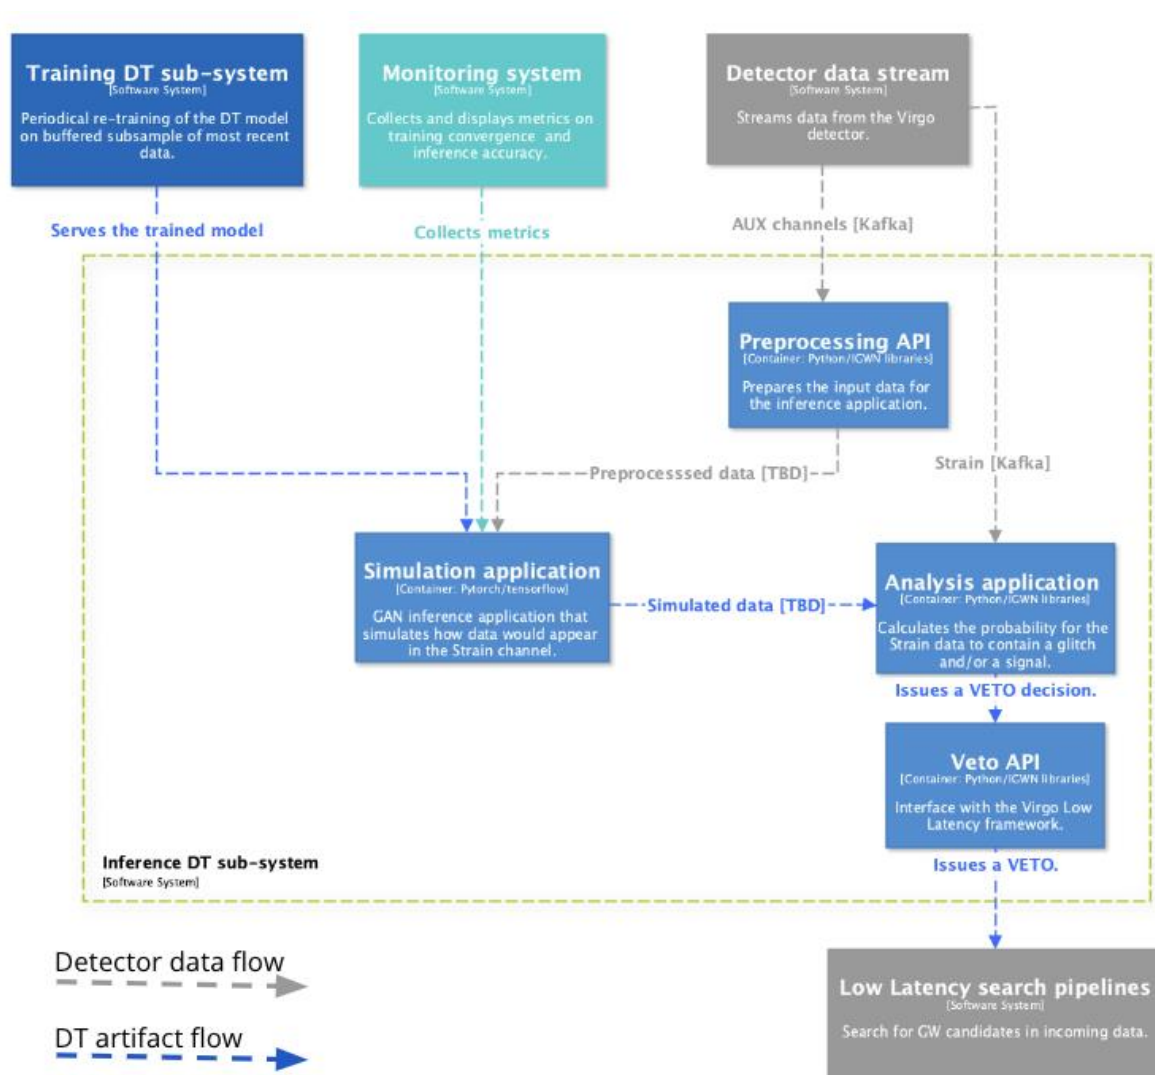 Training DT sub-system
[Software System]
Periodical re-training of the DT model
on buffered subsample of most recent
data.
Monitoring system
[Software System]
Collects and displays metrics on
training convergence and
inference accuracy.
Detector data stream
[Software System]
Streams data from the Virgo
detector.
Serves the trained model
Collects metrics
AUX channels [Kafka]
Preprocessing API
[Container: Python/IGWN libraries]
Prepares the input data for
the inference application.
Preprocesssed data [TBD]
Strain [Kafka]
Simulation application
[Container: Pytorch/tensorflow]
GAN inference application that
simulates how data would appear
in the Strain channel.
Simulated data [TBD]
Analysis application
[Container: Python/IGWN libraries]
Calculates the probability for the
Strain data to contain a glitch
and/or a signal.
Issues a VETO decision.
Veto API
[Container: Python/IGWN libraries]
Interface with the Virgo Low
Latency framework.
Issues a VETO.
Inference DT sub-system
[Software System]
Low Latency search pipelines
[Software System]
Search for GW candidates in incoming data.
Detector data flow
DT artifact flow